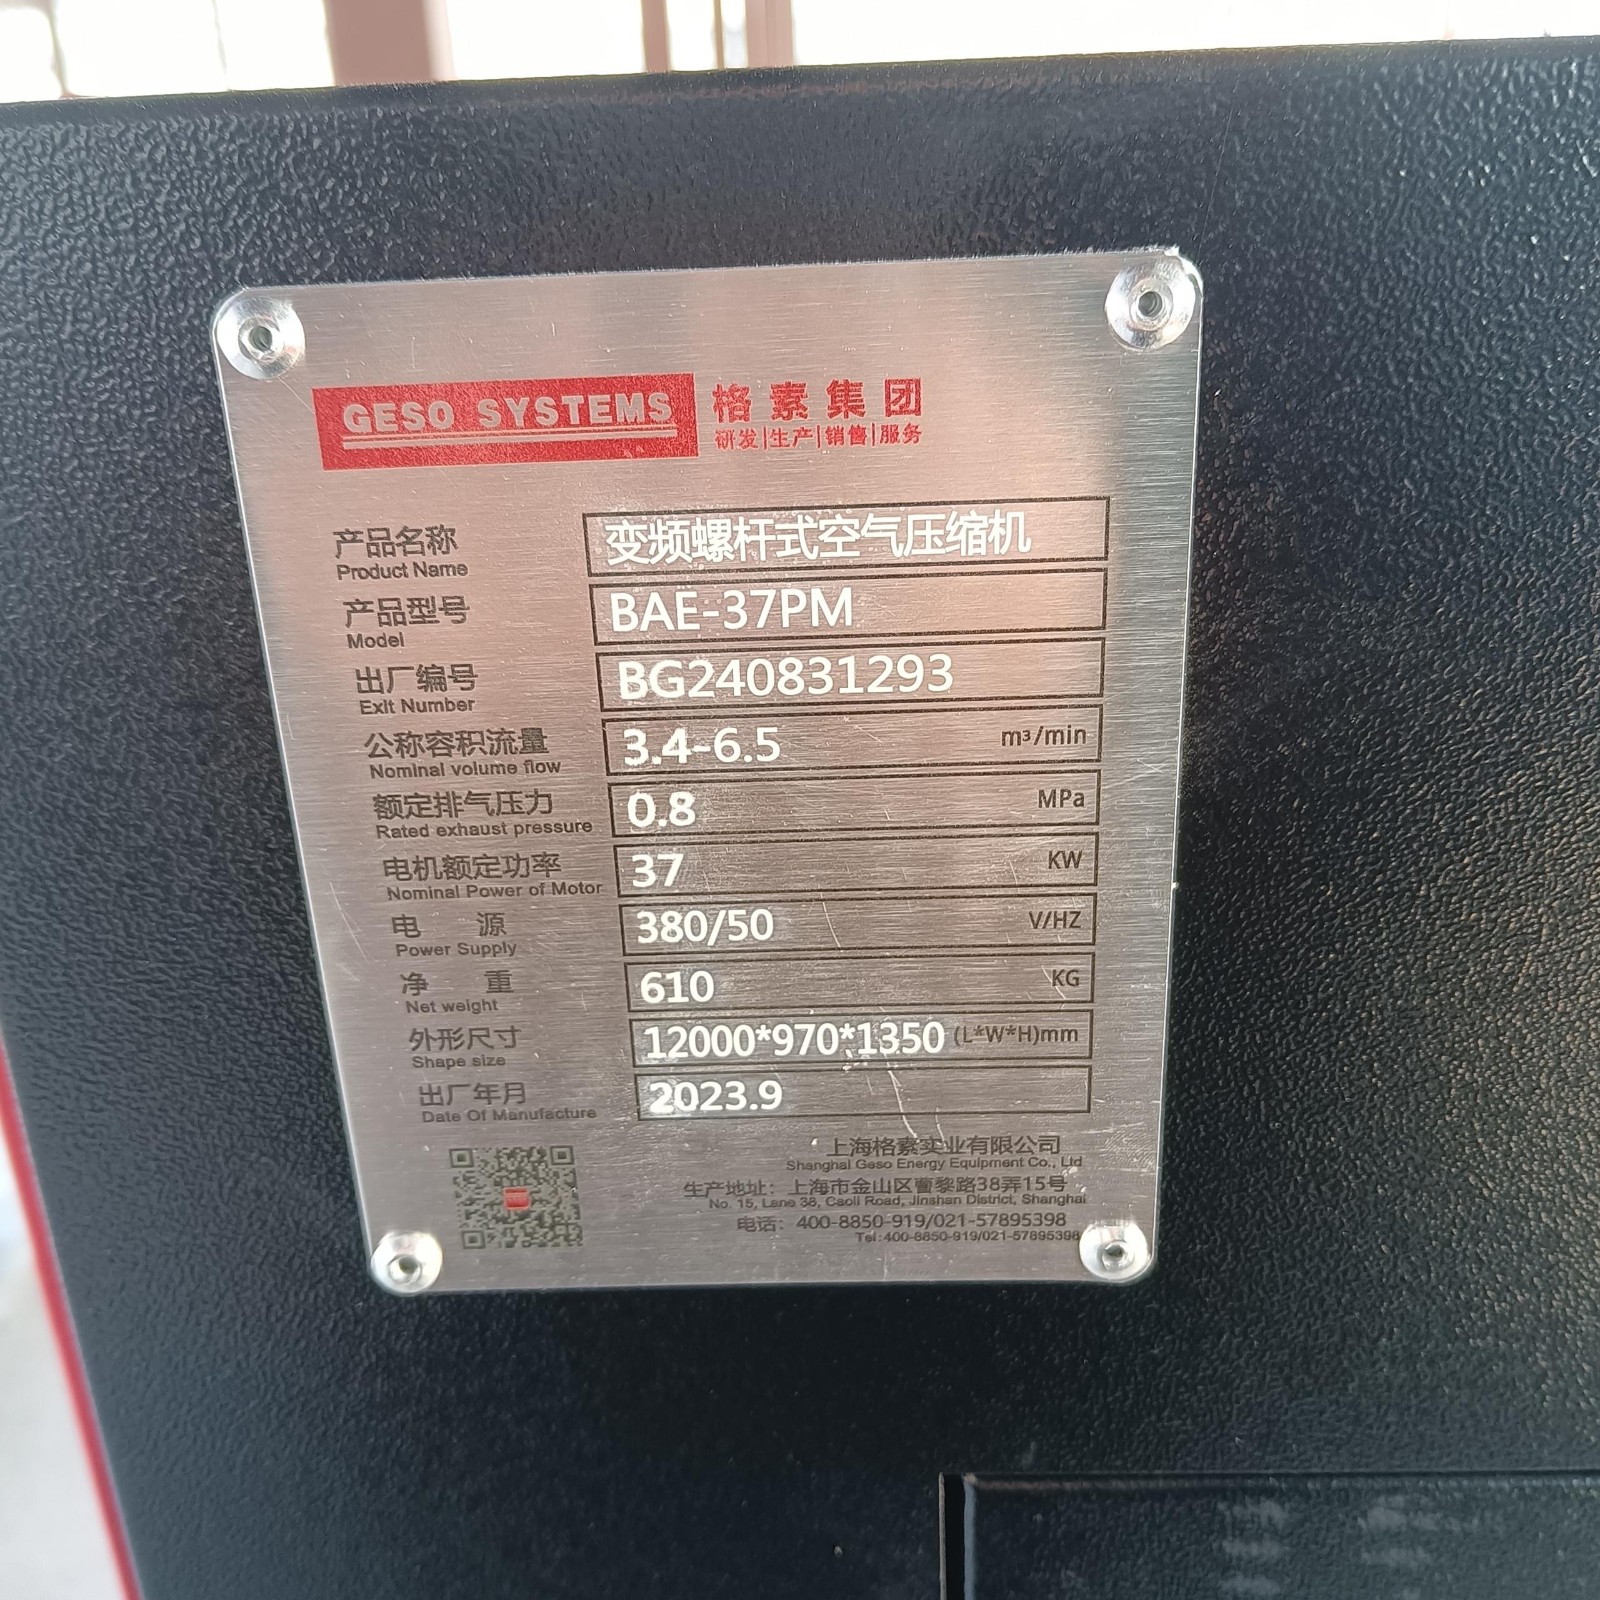 GESO SYSTEMS 格素集团
研发|生产|销售|服务
产品名称 变频螺杆式空气压缩机
Product Name
产品型号 BAE-37PM
Model
出厂编号 BG240831293
Exit Number
公称容积流量 3.4-6.5 m³/min
Nominal volume flow
额定排气压力 0.8 MPa
Rated exhaust pressure
电机额定功率 37 KW
Nominal Power of Motor
电 源 380/50 V/HZ
Power Supply
净 重 610 KG
Net weight
外形尺寸 12000*970*1350 (L*W*H)mm
Shape size
出厂年月 2023.9
Date Of Manufacture
上海格素实业有限公司
Shanghai Geso Energy Equipment Co., Ltd
生产地址：上海市金山区曹黎路38弄15号
No. 15, Lane 38, Caoli Road, Jinshan District, Shanghai
电话：400-8850-919/021-57895398
Tel:400-8850-919/021-57895398